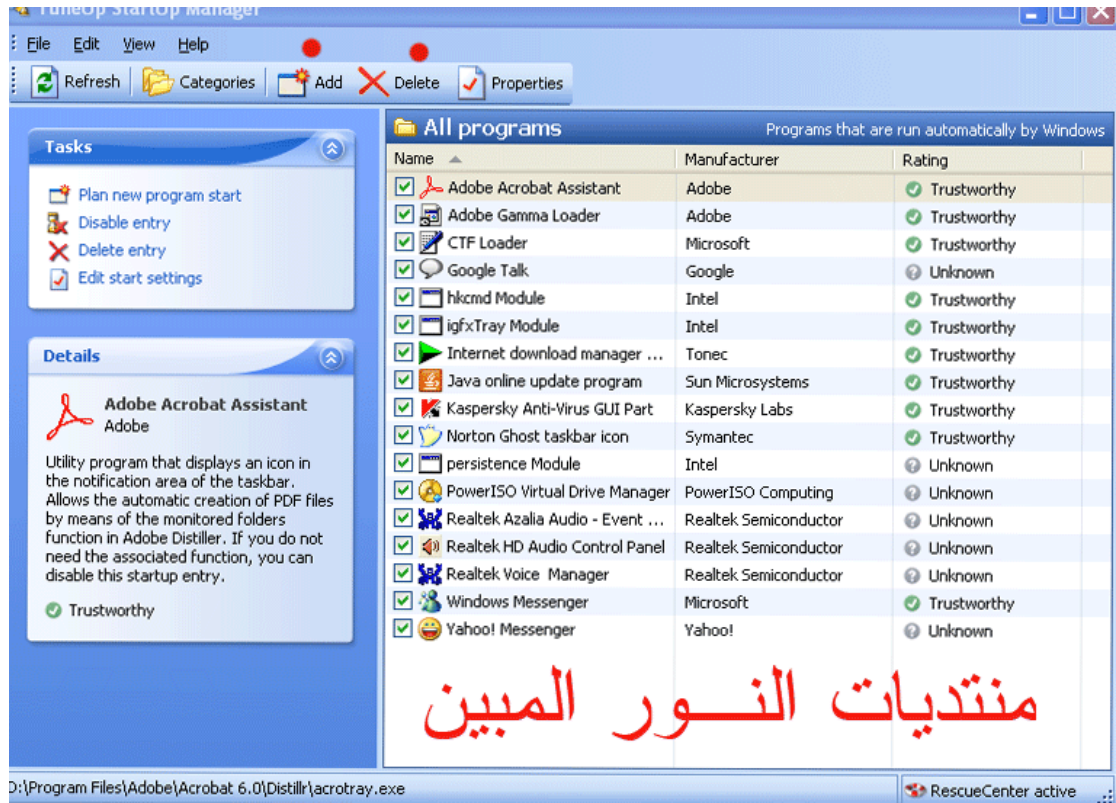 TuneUp StartUp Manager
File Edit View Help
Refresh Categories Add Delete Properties
Tasks
Plan new program start
Disable entry
Delete entry
Edit start settings
Details
Adobe Acrobat Assistant
Adobe
Utility program that displays an icon in
the notification area of the taskbar.
Allows the automatic creation of PDF files
by means of the monitored folders
function in Adobe Distiller. If you do not
need the associated function, you can
disable this startup entry.
Trustworthy
All programs Programs that are run automatically by Windows
Name Manufacturer Rating
Adobe Acrobat Assistant Adobe Trustworthy
Adobe Gamma Loader Adobe Trustworthy
CTF Loader Microsoft Trustworthy
Google Talk Google Unknown
hkcmd Module Intel Trustworthy
igfxTray Module Intel Trustworthy
Internet download manager ... Tonec Trustworthy
Java online update program Sun Microsystems Trustworthy
Kaspersky Anti-Virus GUI Part Kaspersky Labs Trustworthy
Norton Ghost taskbar icon Symantec Trustworthy
persistence Module Intel Unknown
PowerISO Virtual Drive Manager PowerISO Computing Unknown
Realtek Azalia Audio - Event ... Realtek Semiconductor Unknown
Realtek HD Audio Control Panel Realtek Semiconductor Unknown
Realtek Voice Manager Realtek Semiconductor Unknown
Windows Messenger Microsoft Trustworthy
Yahoo! Messenger Yahoo! Unknown
منتديات النـــور المبين
D:\Program Files\Adobe\Acrobat 6.0\Distillr\acrotray.exe RescueCenter active